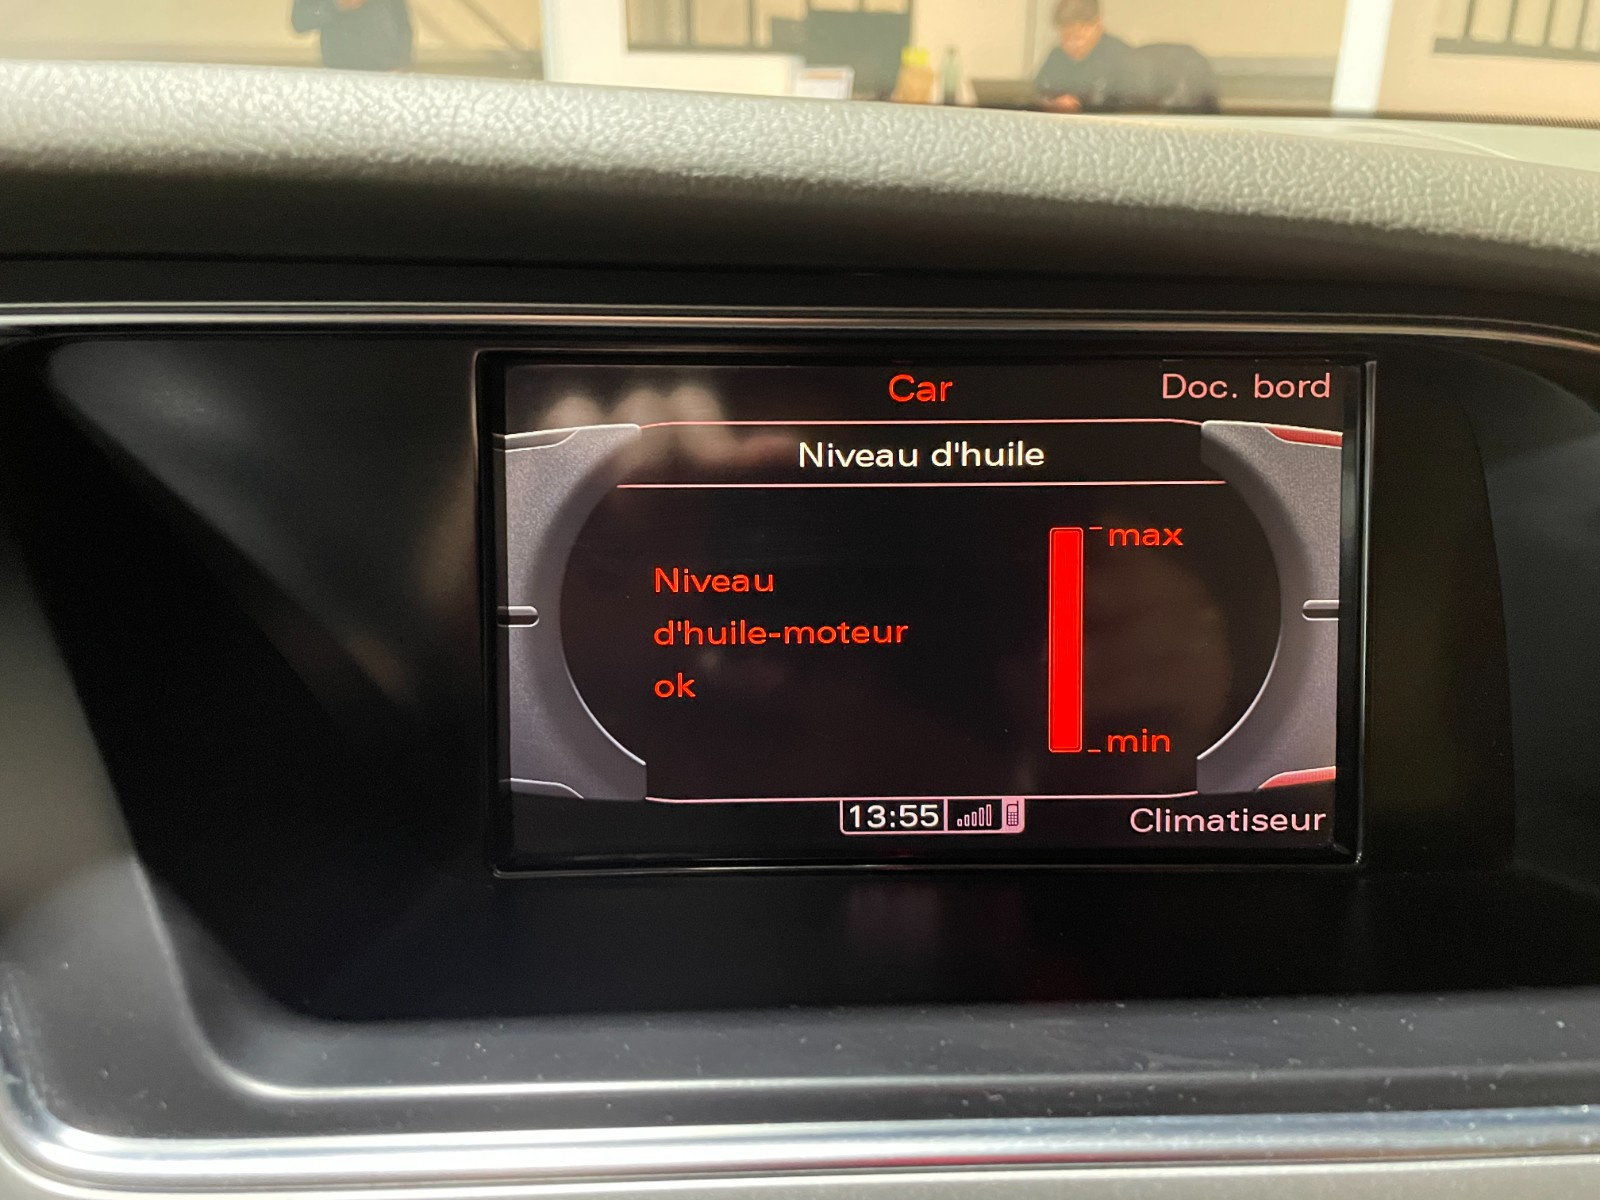 Car
Doc. bord
Niveau d'huile
max
Niveau
d'huile-moteur
ok
min
13:55
Climatiseur